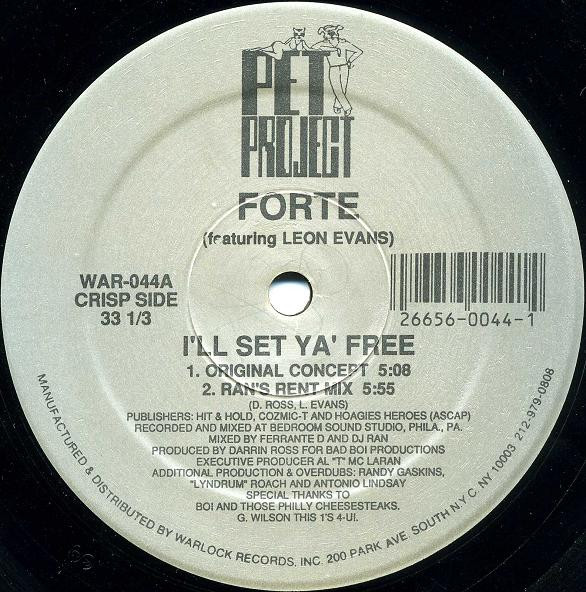 PET
PROJECT
FORTE
(featuring LEON EVANS)
WAR-044A
CRISP SIDE
33 1/3
26656-0044-1
I'LL SET YA' FREE
1. ORIGINAL CONCEPT 5:08
2. RAN'S RENT MIX 5:55
(D. ROSS, L. EVANS)
PUBLISHERS: HIT & HOLD, COZMIC-T AND HOAGIES HEROES (ASCAP)
RECORDED AND MIXED AT BEDROOM SOUND STUDIO, PHILA., PA.
MIXED BY FERRANTE D AND DJ RAN
PRODUCED BY DARRIN ROSS FOR BAD BOI PRODUCTIONS
EXECUTIVE PRODUCER AL "T" MC LARAN
ADDITIONAL PRODUCTION & OVERDUBS: RANDY GASKINS,
"LYNDRUM" ROACH AND ANTONIO LINDSAY
SPECIAL THANKS TO
BOI AND THOSE PHILLY CHEESESTEAKS.
G. WILSON THIS 1'S 4-U!.
MANUFACTURED & DISTRIBUTED BY WARLOCK RECORDS, INC. 200 PARK AVE. SOUTH N.Y.C. NY 10003 212-979-0808